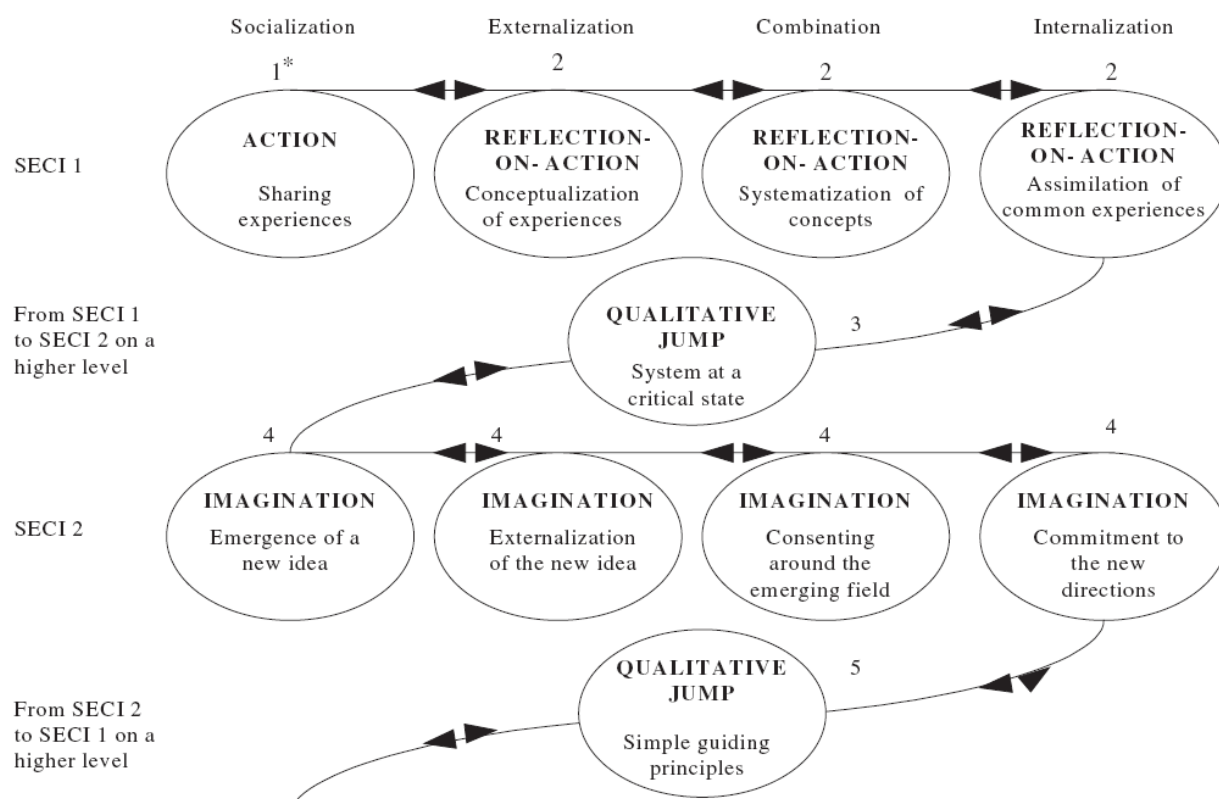 Socialization
Externalization
Combination
Internalization
1*
2
2
2
SECI 1
ACTION
Sharing
experiences
REFLECTION-
ON- ACTION
Conceptualization
of experiences
REFLECTION-
ON- ACTION
Systematization of
concepts
REFLECTION-
ON- ACTION
Assimilation of
common experiences
From SECI 1
to SECI 2 on a
higher level
QUALITATIVE
JUMP
System at a
critical state
3
4
4
4
4
SECI 2
IMAGINATION
Emergence of a
new idea
IMAGINATION
Externalization
of the new idea
IMAGINATION
Consenting
around the
emerging field
IMAGINATION
Commitment to
the new
directions
From SECI 2
to SECI 1 on a
higher level
QUALITATIVE
JUMP
Simple guiding
principles
5